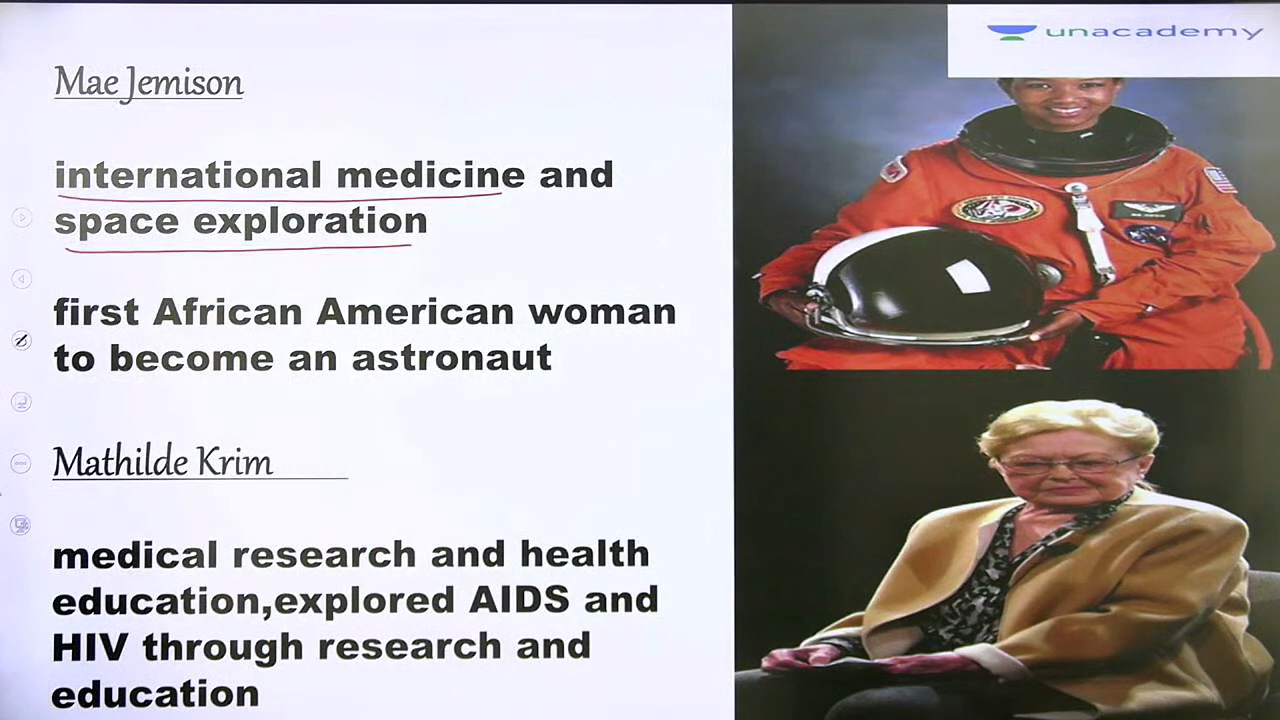 unacademy
Mae Jemison
international medicine and
space exploration
first African American woman
to become an astronaut
Mathilde Krim
medical research and health
education,explored AIDS and
HIV through research and
education